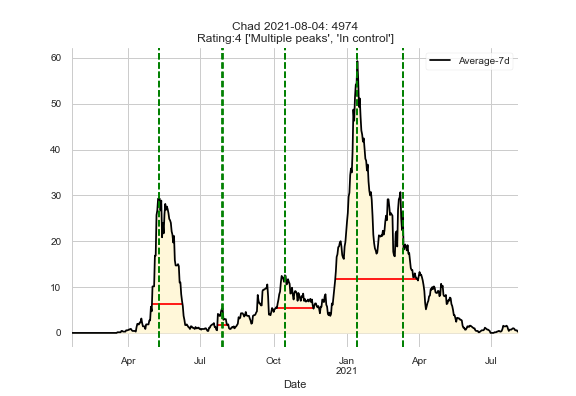 Chad 2021-08-04: 4974
Rating:4 ['Multiple peaks', 'In control']
Average-7d
60
50
40
30
20
10
0
Apr
Jul
Oct
Jan
2021
Apr
Jul
Date